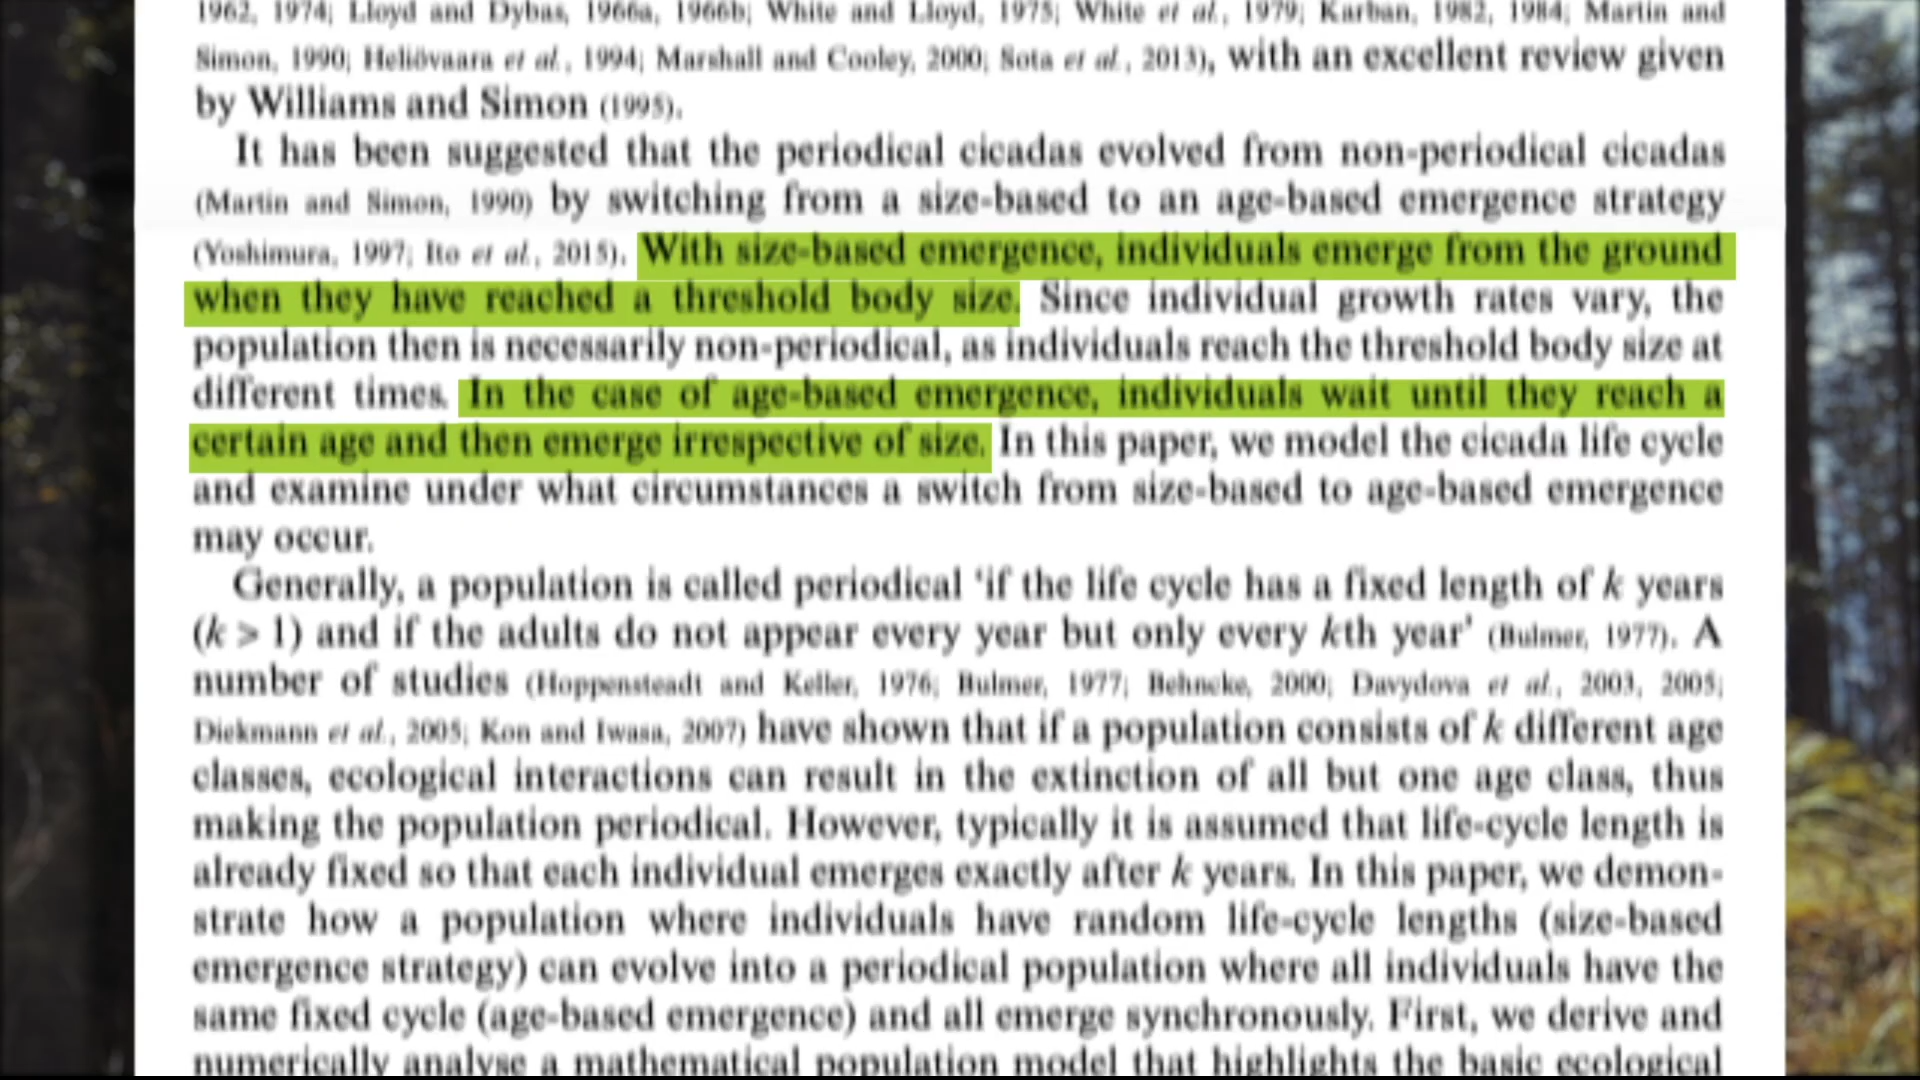 1962, 1974; Lloyd and Dybas, 1966a, 1966b; White and Lloyd, 1975; White et al., 1979; Karban, 1982, 1984; Martin and
Simon, 1990; Heliövaara et al., 1994; Marshall and Cooley, 2000; Sota et al., 2013), with an excellent review given
by Williams and Simon (1995).
It has been suggested that the periodical cicadas evolved from non-periodical cicadas
(Martin and Simon, 1990) by switching from a size-based to an age-based emergence strategy
(Yoshimura, 1997; Ito et al., 2015). With size-based emergence, individuals emerge from the ground
when they have reached a threshold body size. Since individual growth rates vary, the
population then is necessarily non-periodical, as individuals reach the threshold body size at
different times. In the case of age-based emergence, individuals wait until they reach a
certain age and then emerge irrespective of size. In this paper, we model the cicada life cycle
and examine under what circumstances a switch from size-based to age-based emergence
may occur.
Generally, a population is called periodical ‘if the life cycle has a fixed length of k years
(k > 1) and if the adults do not appear every year but only every kth year’ (Bulmer, 1977). A
number of studies (Hoppensteadt and Keller, 1976; Bulmer, 1977; Behncke, 2000; Davydova et al., 2003, 2005;
Diekmann et al., 2005; Kon and Iwasa, 2007) have shown that if a population consists of k different age
classes, ecological interactions can result in the extinction of all but one age class, thus
making the population periodical. However, typically it is assumed that life-cycle length is
already fixed so that each individual emerges exactly after k years. In this paper, we demon-
strate how a population where individuals have random life-cycle lengths (size-based
emergence strategy) can evolve into a periodical population where all individuals have the
same fixed cycle (age-based emergence) and all emerge synchronously. First, we derive and
numerically analyse a mathematical population model that highlights the basic ecological